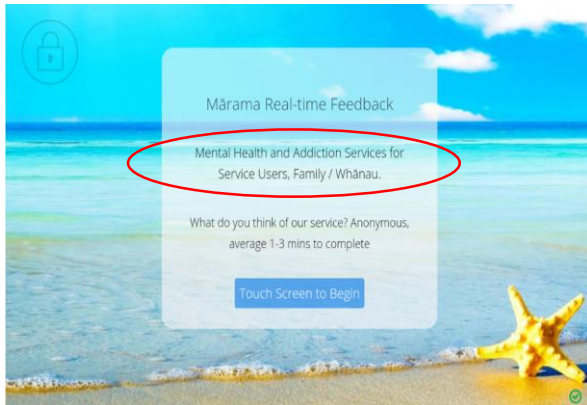 Mārama Real-time Feedback
Mental Health and Addiction Services for
Service Users, Family / Whānau.
What do you think of our service? Anonymous,
average 1-3 mins to complete
Touch Screen to Begin